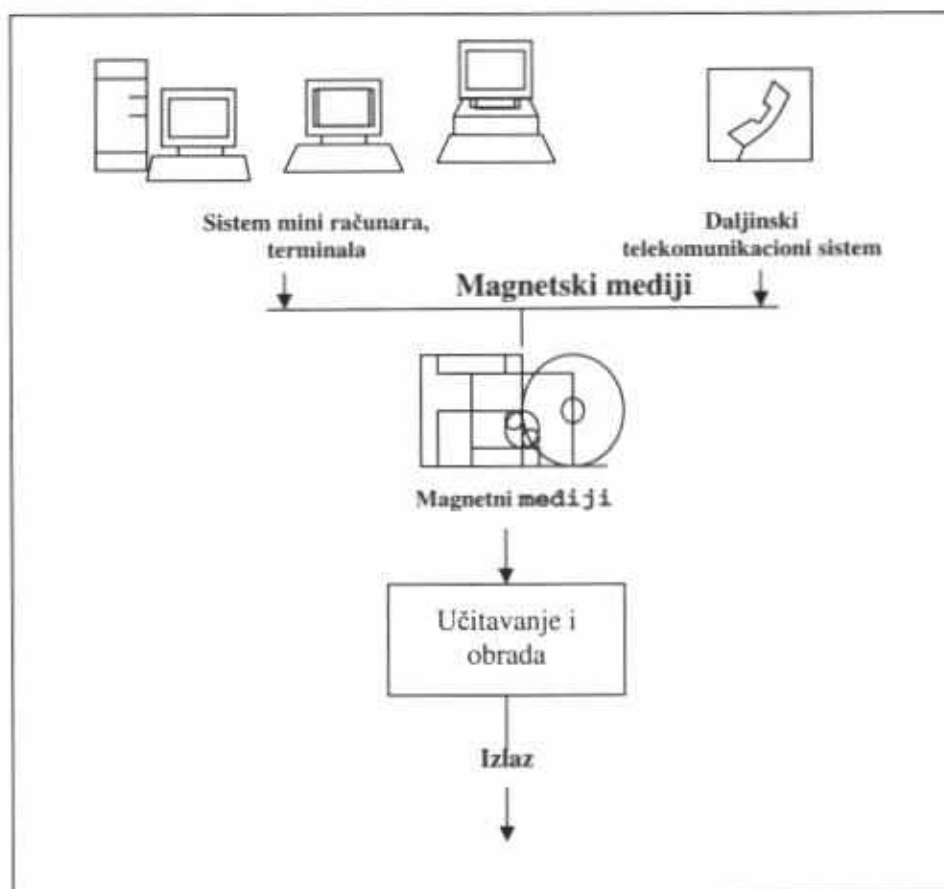 Sistem mini računara,
terminala
Daljinski
telekomunikacioni sistem
Magnetski mediji
Magnetni mediji
Učitavanje i
obrada
Izlaz